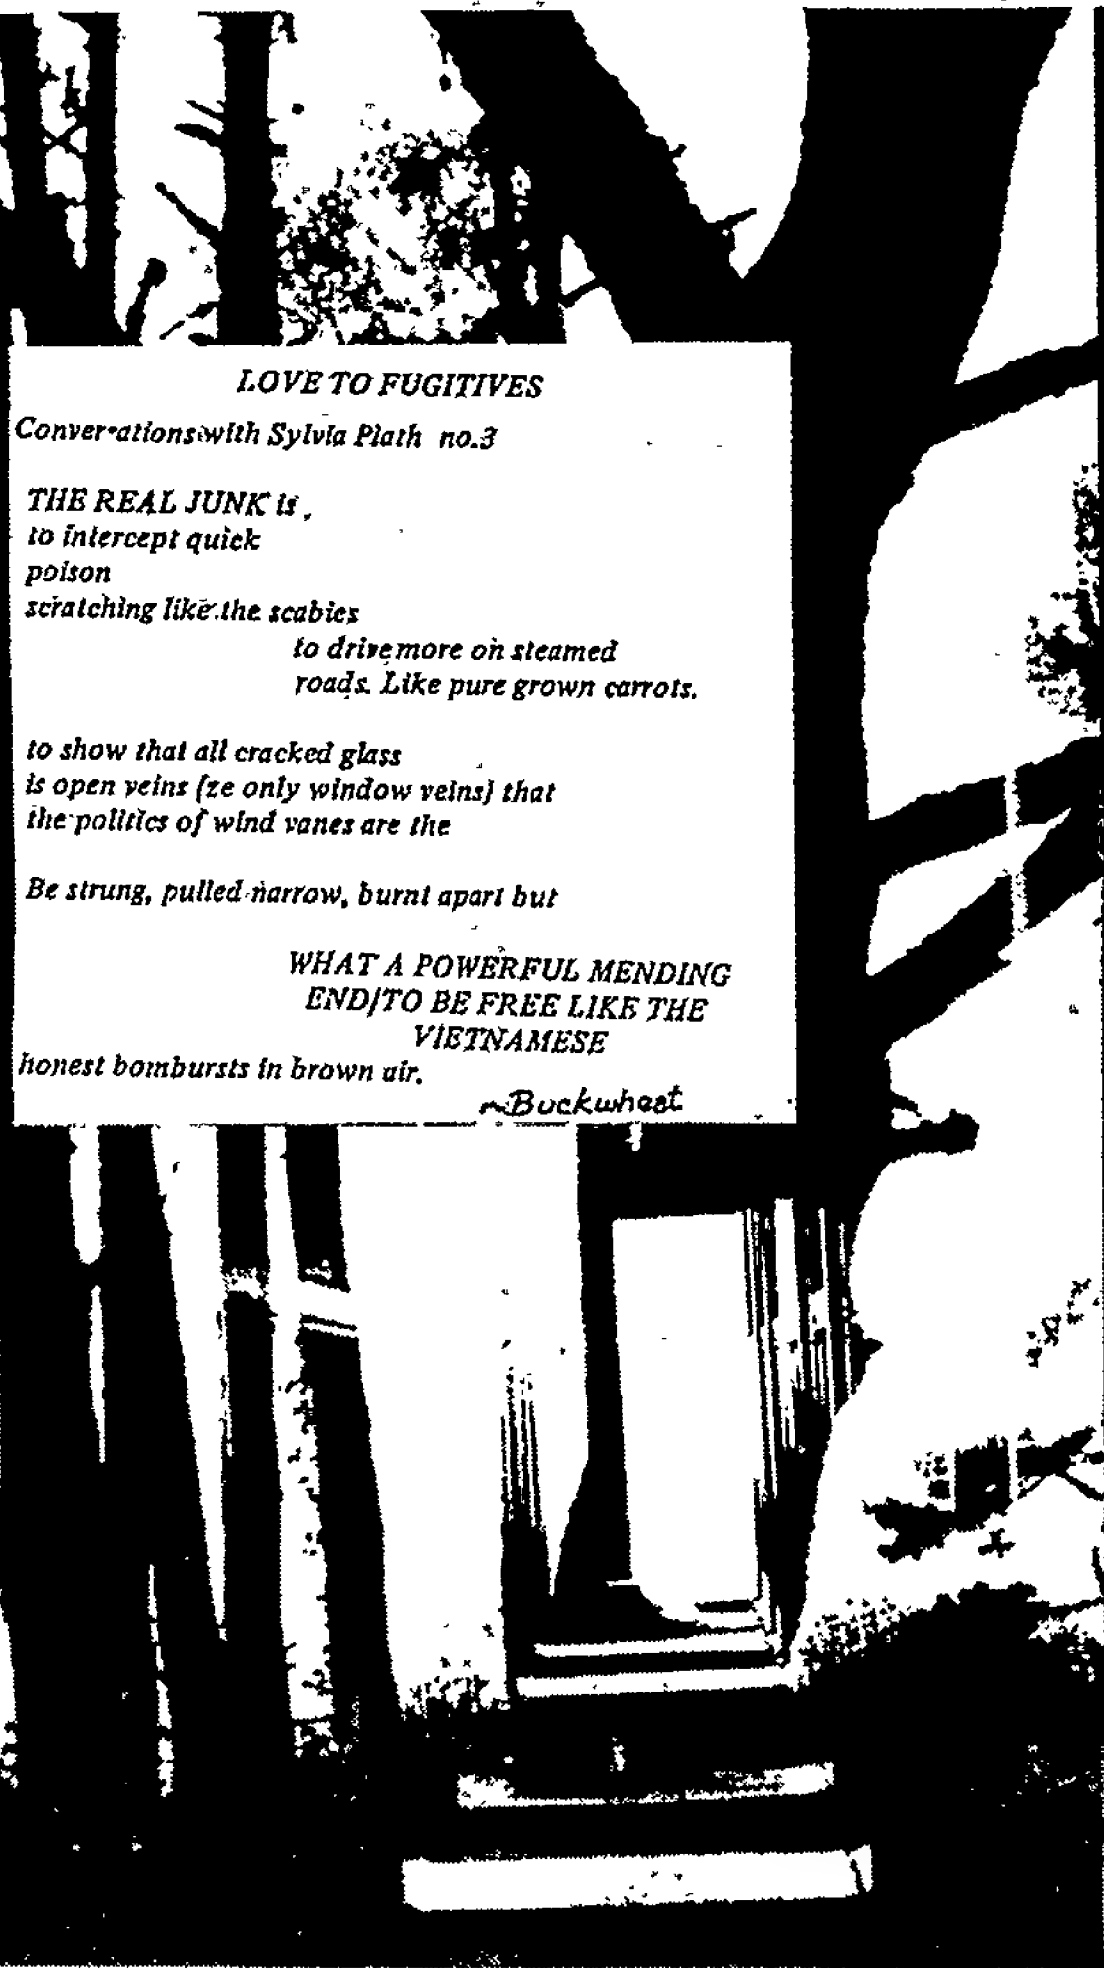 LOVE TO FUGITIVES
Conversations with Sylvia Plath no.3
THE REAL JUNK is,
to intercept quick
poison
scratching like the scabies
to drive more on steamed
roads. Like pure grown carrots.
to show that all cracked glass
is open veins (ze only window veins) that
the politics of wind vanes are the
Be strung, pulled narrow, burnt apart but
WHAT A POWERFUL MENDING
END/TO BE FREE LIKE THE
VIETNAMESE
honest bombursts in brown air.
~Buckwheat